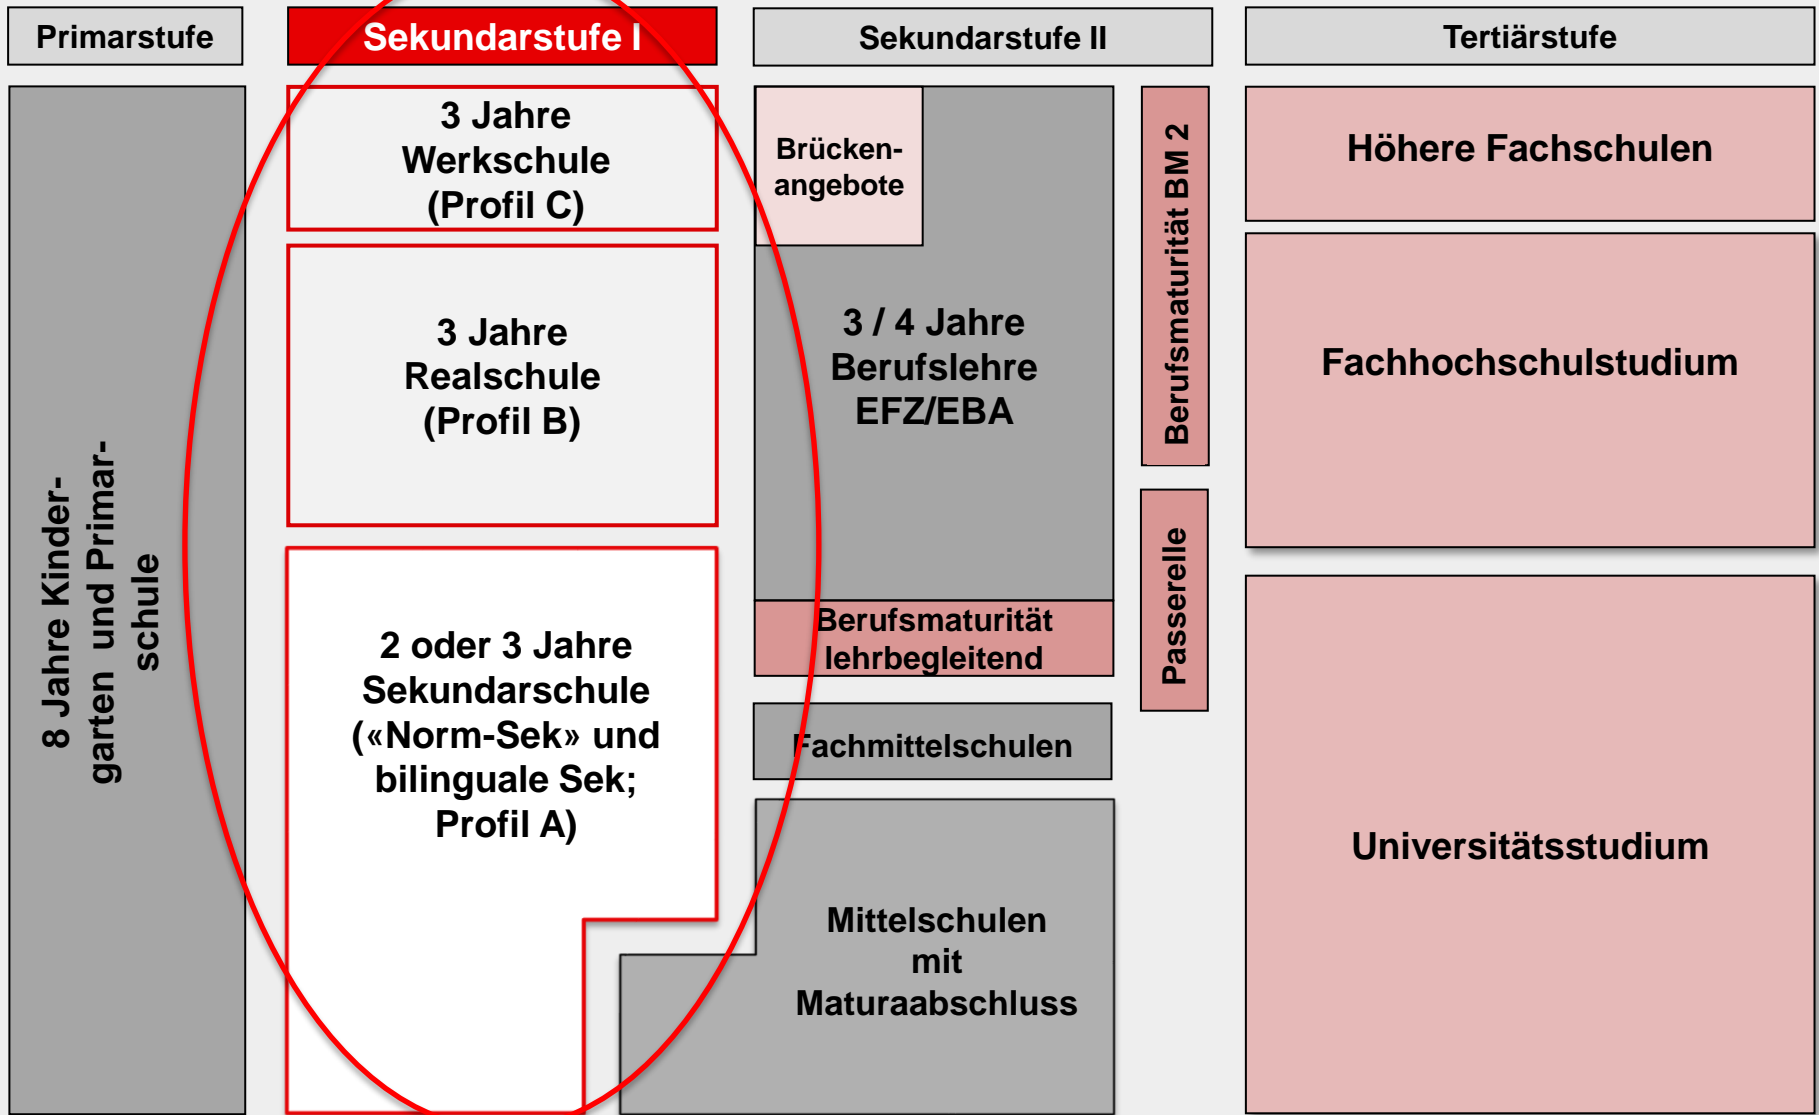 Primarstufe
Sekundarstufe I
Sekundarstufe II
Tertiärstufe
8 Jahre Kinder-
garten und Primar-
schule
3 Jahre
Werkschule
(Profil C)
3 Jahre
Realschule
(Profil B)
2 oder 3 Jahre
Sekundarschule
(«Norm-Sek» und
bilinguale Sek;
Profil A)
Brücken-
angebote
3 / 4 Jahre
Berufslehre
EFZ/EBA
Berufsmaturität
lehrbegleitend
Fachmittelschulen
Mittelschulen
mit
Maturaabschluss
Berufsmaturität BM 2
Passerelle
Höhere Fachschulen
Fachhochschulstudium
Universitätsstudium